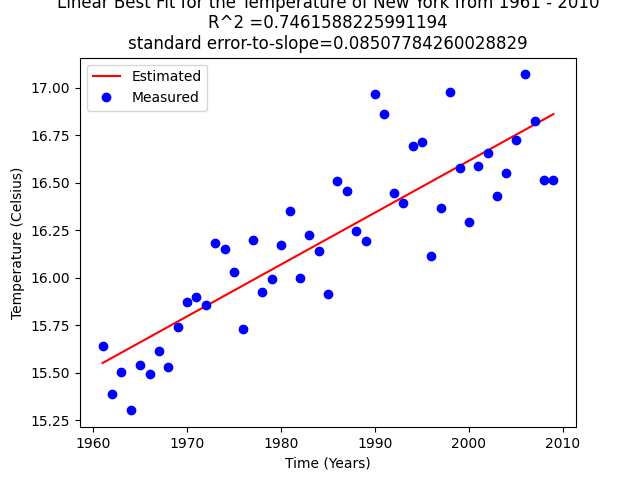 Linear Best Fit for the Temperature of New York from 1961 - 2010
R^2 =0.7461588225991194
standard error-to-slope=0.08507784260028829
Estimated
Measured
17.00
16.75
16.50
16.25
16.00
15.75
15.50
15.25
Temperature (Celsius)
1960 1970 1980 1990 2000 2010
Time (Years)